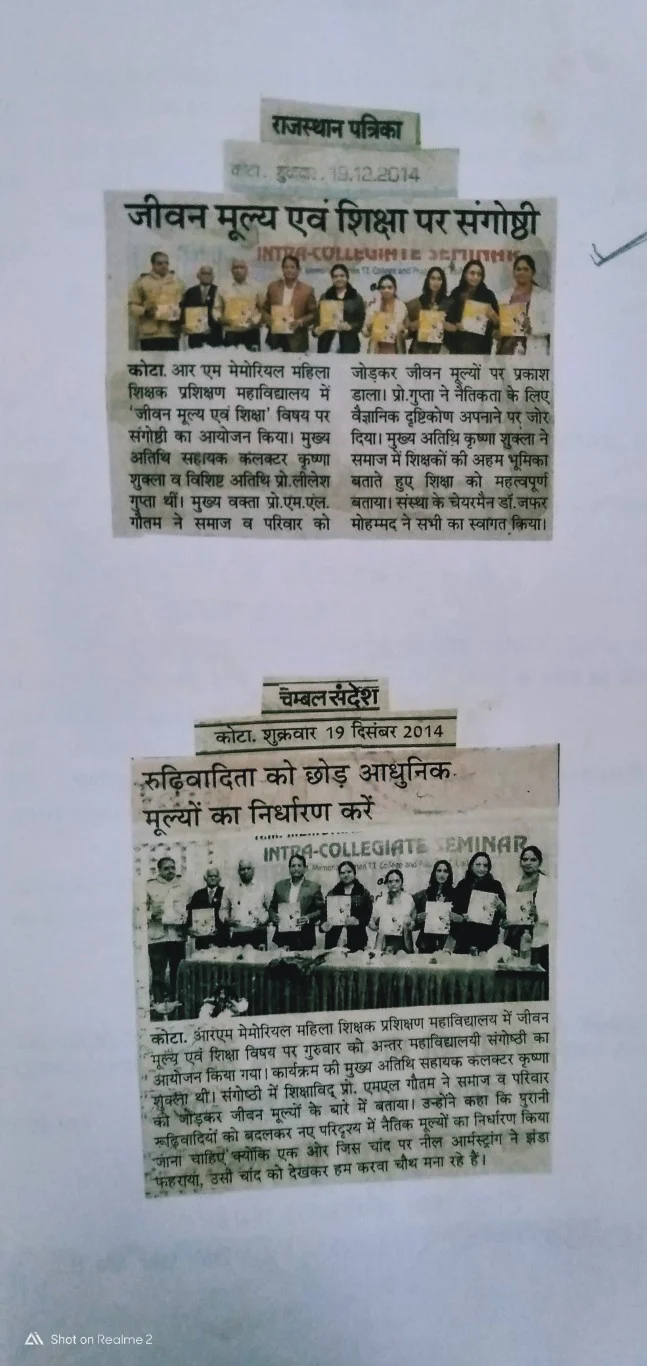 राजस्थान पत्रिका
कोटा. शुक्रवार. 19.12.2014
जीवन मूल्य एवं शिक्षा पर संगोष्ठी
INTRA-COLLEGIATE SEMINAR
कोटा. आर एम मेमोरियल महिला
शिक्षक प्रशिक्षण महाविद्यालय में
'जीवन मूल्य एवं शिक्षा' विषय पर
संगोष्ठी का आयोजन किया। मुख्य
अतिथि सहायक कलक्टर कृष्णा
शुक्ला व विशिष्ट अतिथि प्रो.लीलेश
गुप्ता थीं। मुख्य वक्ता प्रो.एम.एल.
गौतम ने समाज व परिवार को
जोड़कर जीवन मूल्यों पर प्रकाश
डाला। प्रो.गुप्ता ने नैतिकता के लिए
वैज्ञानिक दृष्टिकोण अपनाने पर जोर
दिया। मुख्य अतिथि कृष्णा शुक्ला ने
समाज में शिक्षकों की अहम भूमिका
बताते हुए शिक्षा को महत्वपूर्ण
बताया। संस्था के चेयरमैन डॉ.जफर
मोहम्मद ने सभी का स्वागत किया।
चम्बल संदेश
कोटा. शुक्रवार 19 दिसंबर 2014
रुढ़िवादिता को छोड़ आधुनिक
मूल्यों का निर्धारण करें
INTRA-COLLEGIATE SEMINAR
कोटा. आरएम मेमोरियल महिला शिक्षक प्रशिक्षण महाविद्यालय में जीवन
मूल्य एवं शिक्षा विषय पर गुरुवार को अन्तर महाविद्यालयी संगोष्ठी का
आयोजन किया गया। कार्यक्रम की मुख्य अतिथि सहायक कलक्टर कृष्णा
शुक्ला थी। संगोष्ठी में शिक्षाविद् प्रो. एमएल गौतम ने समाज व परिवार
को जोड़कर जीवन मूल्यों के बारे में बताया। उन्होंने कहा कि पुरानी
रूढ़िवादियों को बदलकर नए परिदृश्य में नैतिक मूल्यों का निर्धारण किया
जाना चाहिए क्योंकि एक ओर जिस चांद पर नील आर्मस्ट्रांग ने झंडा
फहराया, उसी चांद को देखकर हम करवा चौथ मना रहे हैं।
Shot on Realme 2